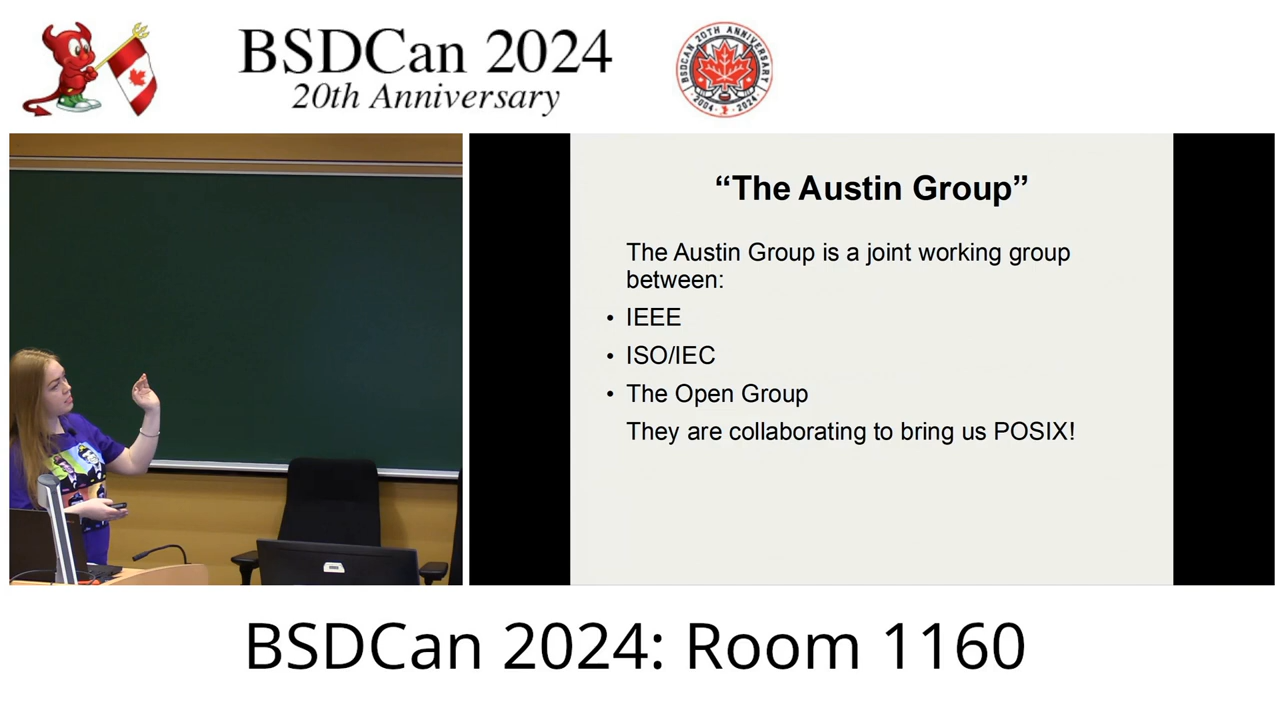 BSDCan 2024
20th Anniversary
BSDCAN 20TH ANNIVERSARY
2004 - 2024
“The Austin Group”
The Austin Group is a joint working group
between:
• IEEE
• ISO/IEC
• The Open Group
They are collaborating to bring us POSIX!
BSDCan 2024: Room 1160